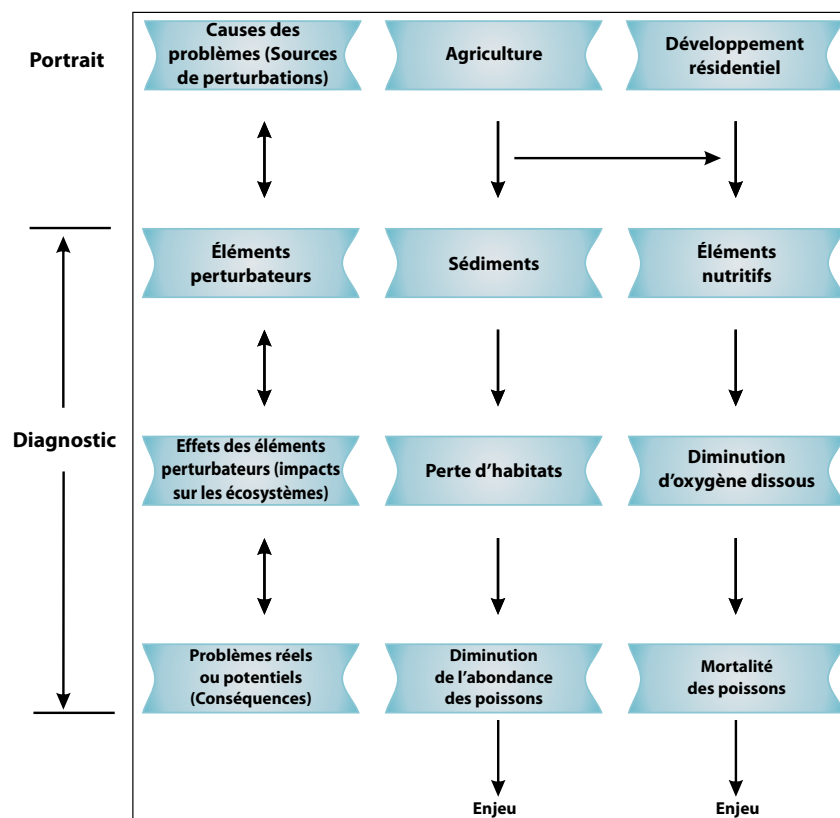 Portrait
Causes des
problèmes (Sources
de perturbations)
Agriculture
Développement
résidentiel
Éléments
perturbateurs
Sédiments
Éléments
nutritifs
Diagnostic
Effets des éléments
perturbateurs (impacts
sur les écosystèmes)
Perte d’habitats
Diminution
d’oxygène dissous
Problèmes réels
ou potentiels
(Conséquences)
Diminution
de l’abondance
des poissons
Mortalité
des poissons
Enjeu
Enjeu